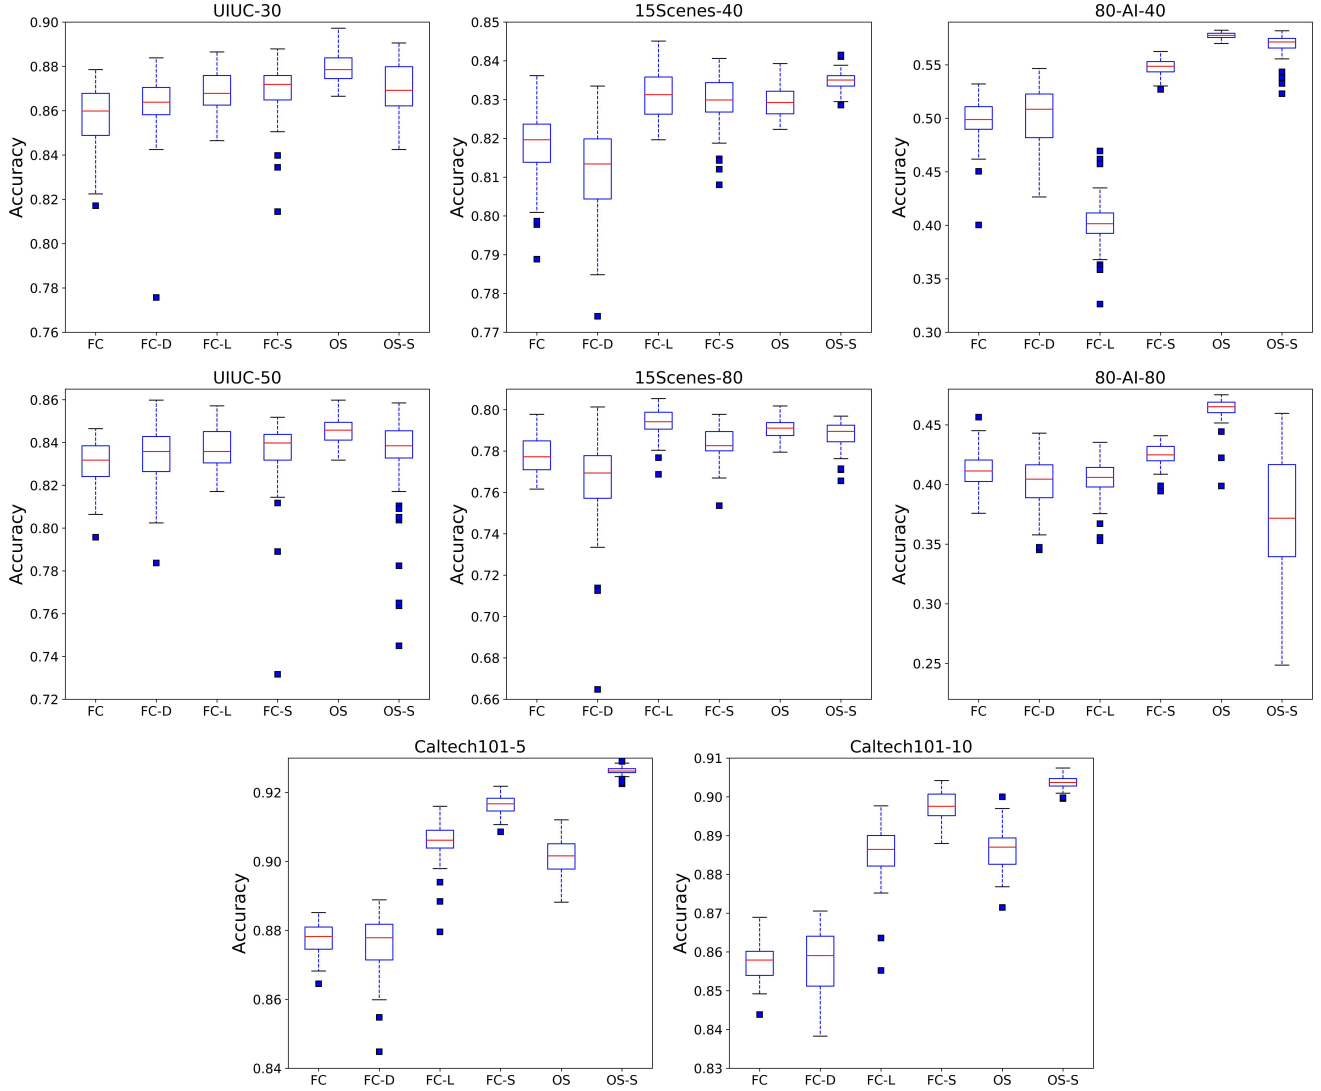 UIUC-30
Accuracy
0.90
0.88
0.86
0.84
0.82
0.80
0.78
0.76
FC FC-D FC-L FC-S OS OS-S
15Scenes-40
Accuracy
0.85
0.84
0.83
0.82
0.81
0.80
0.79
0.78
0.77
FC FC-D FC-L FC-S OS OS-S
80-AI-40
Accuracy
0.55
0.50
0.45
0.40
0.35
0.30
FC FC-D FC-L FC-S OS OS-S
UIUC-50
Accuracy
0.86
0.84
0.82
0.80
0.78
0.76
0.74
0.72
FC FC-D FC-L FC-S OS OS-S
15Scenes-80
Accuracy
0.80
0.78
0.76
0.74
0.72
0.70
0.68
0.66
FC FC-D FC-L FC-S OS OS-S
80-AI-80
Accuracy
0.45
0.40
0.35
0.30
0.25
FC FC-D FC-L FC-S OS OS-S
Caltech101-5
Accuracy
0.92
0.90
0.88
0.86
0.84
FC FC-D FC-L FC-S OS OS-S
Caltech101-10
Accuracy
0.91
0.90
0.89
0.88
0.87
0.86
0.85
0.84
0.83
FC FC-D FC-L FC-S OS OS-S